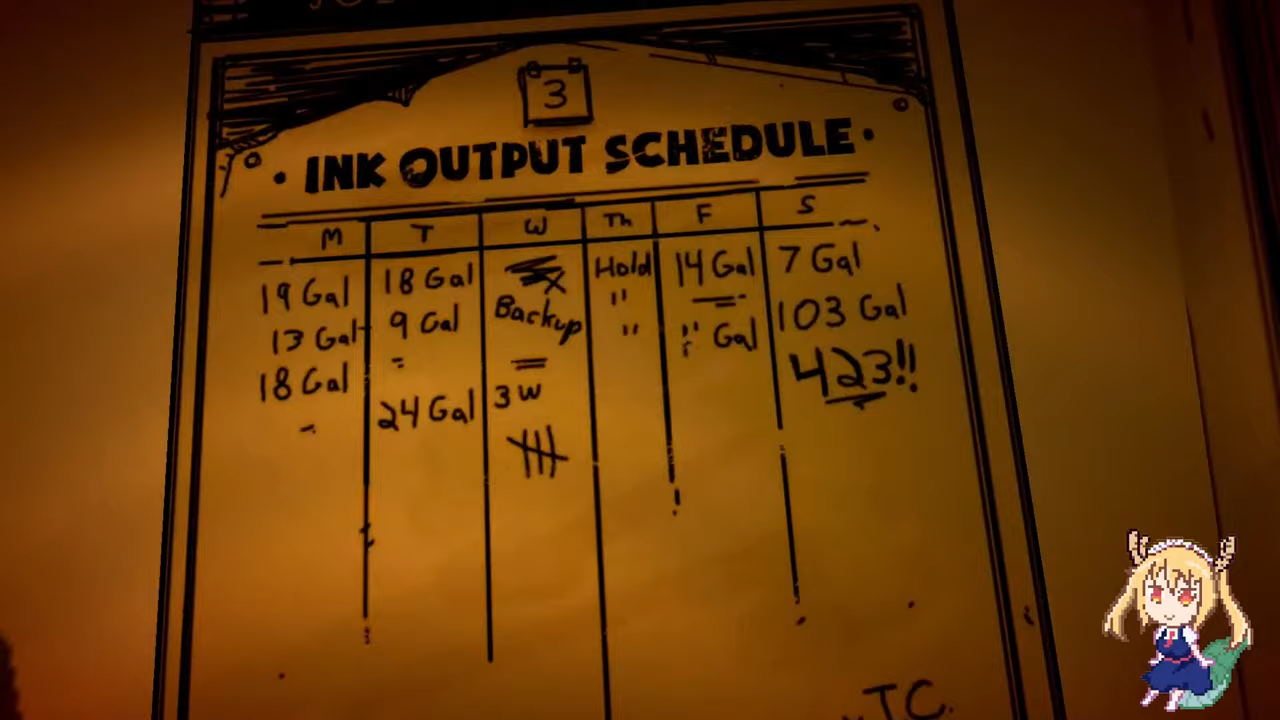 3
· INK OUTPUT SCHEDULE ·
M T W Th F S
19 Gal 18 Gal Hold 14 Gal 7 Gal
13 Gal 9 Gal Backup " 103 Gal
18 Gal " " " Gal 423!!
" 24 Gal 3 W
TC.